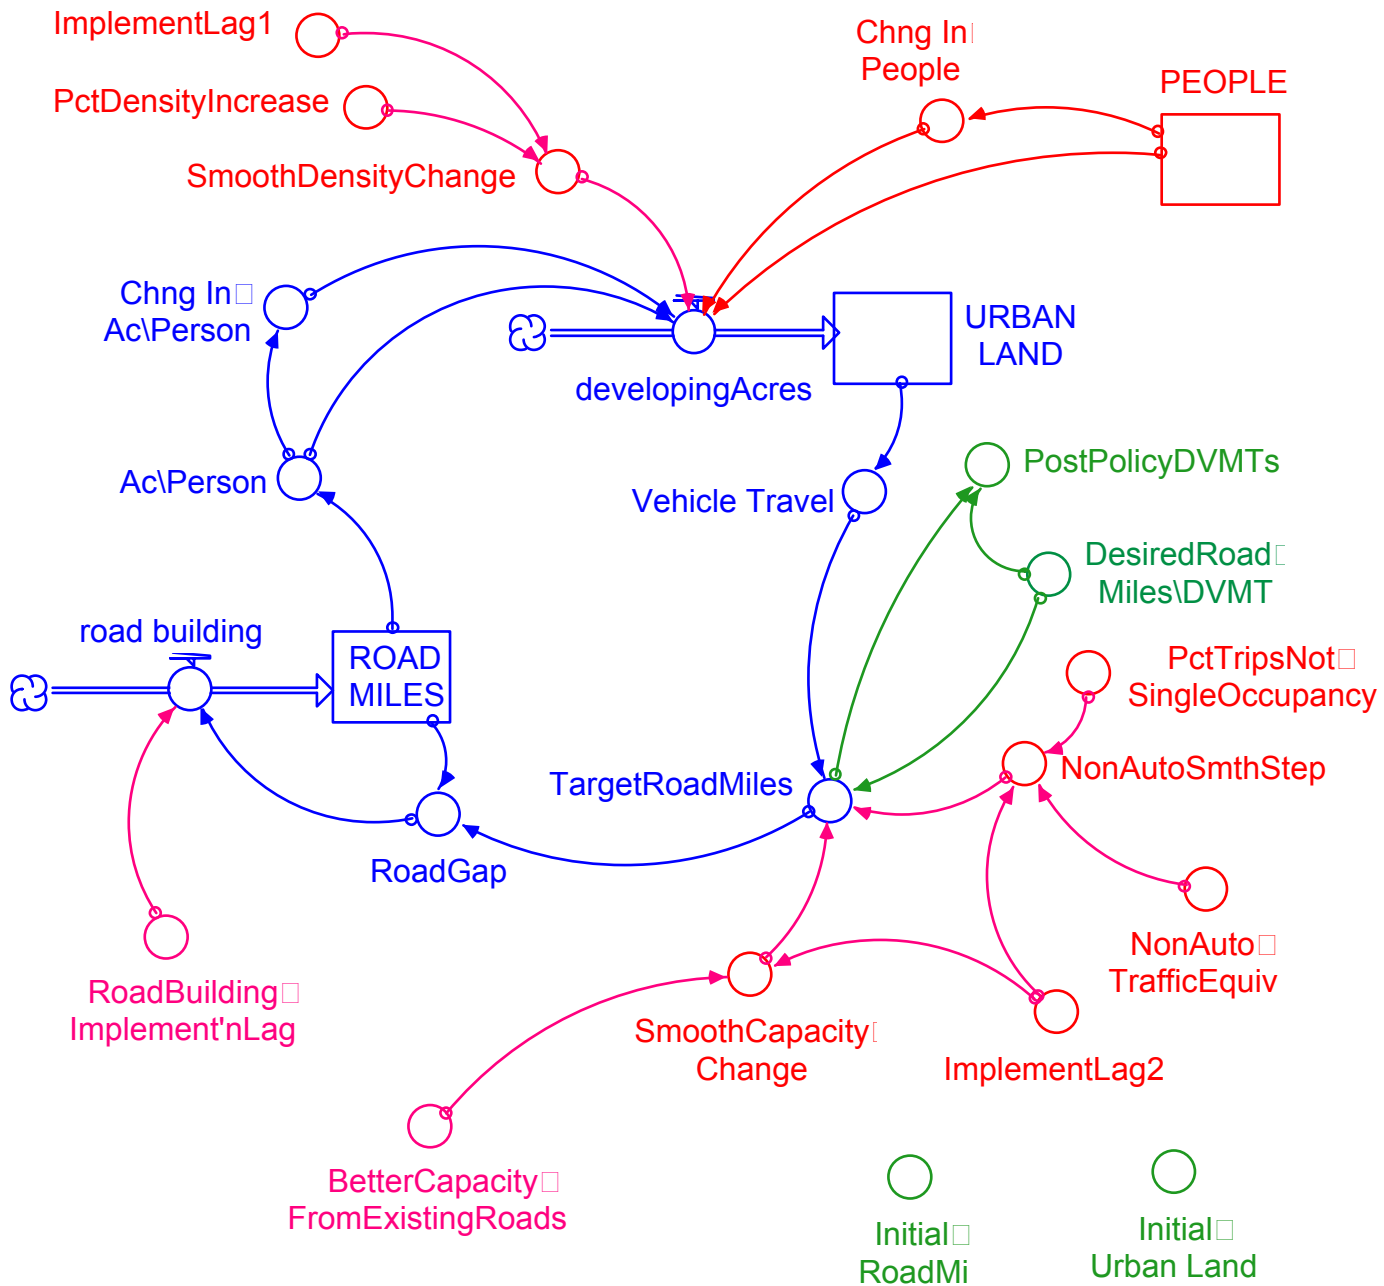 ImplementLag1
Chng In
People
PEOPLE
PctDensityIncrease
SmoothDensityChange
Chng In
Ac\Person
URBAN
LAND
developingAcres
Ac\Person
Vehicle Travel
PostPolicyDVMTs
DesiredRoad
Miles\DVMT
road building
ROAD
MILES
PctTripsNot
SingleOccupancy
TargetRoadMiles
NonAutoSmthStep
RoadGap
NonAuto
TrafficEquiv
RoadBuilding
Implement'nLag
SmoothCapacity
Change
ImplementLag2
BetterCapacity
FromExistingRoads
Initial
RoadMi
Initial
Urban Land